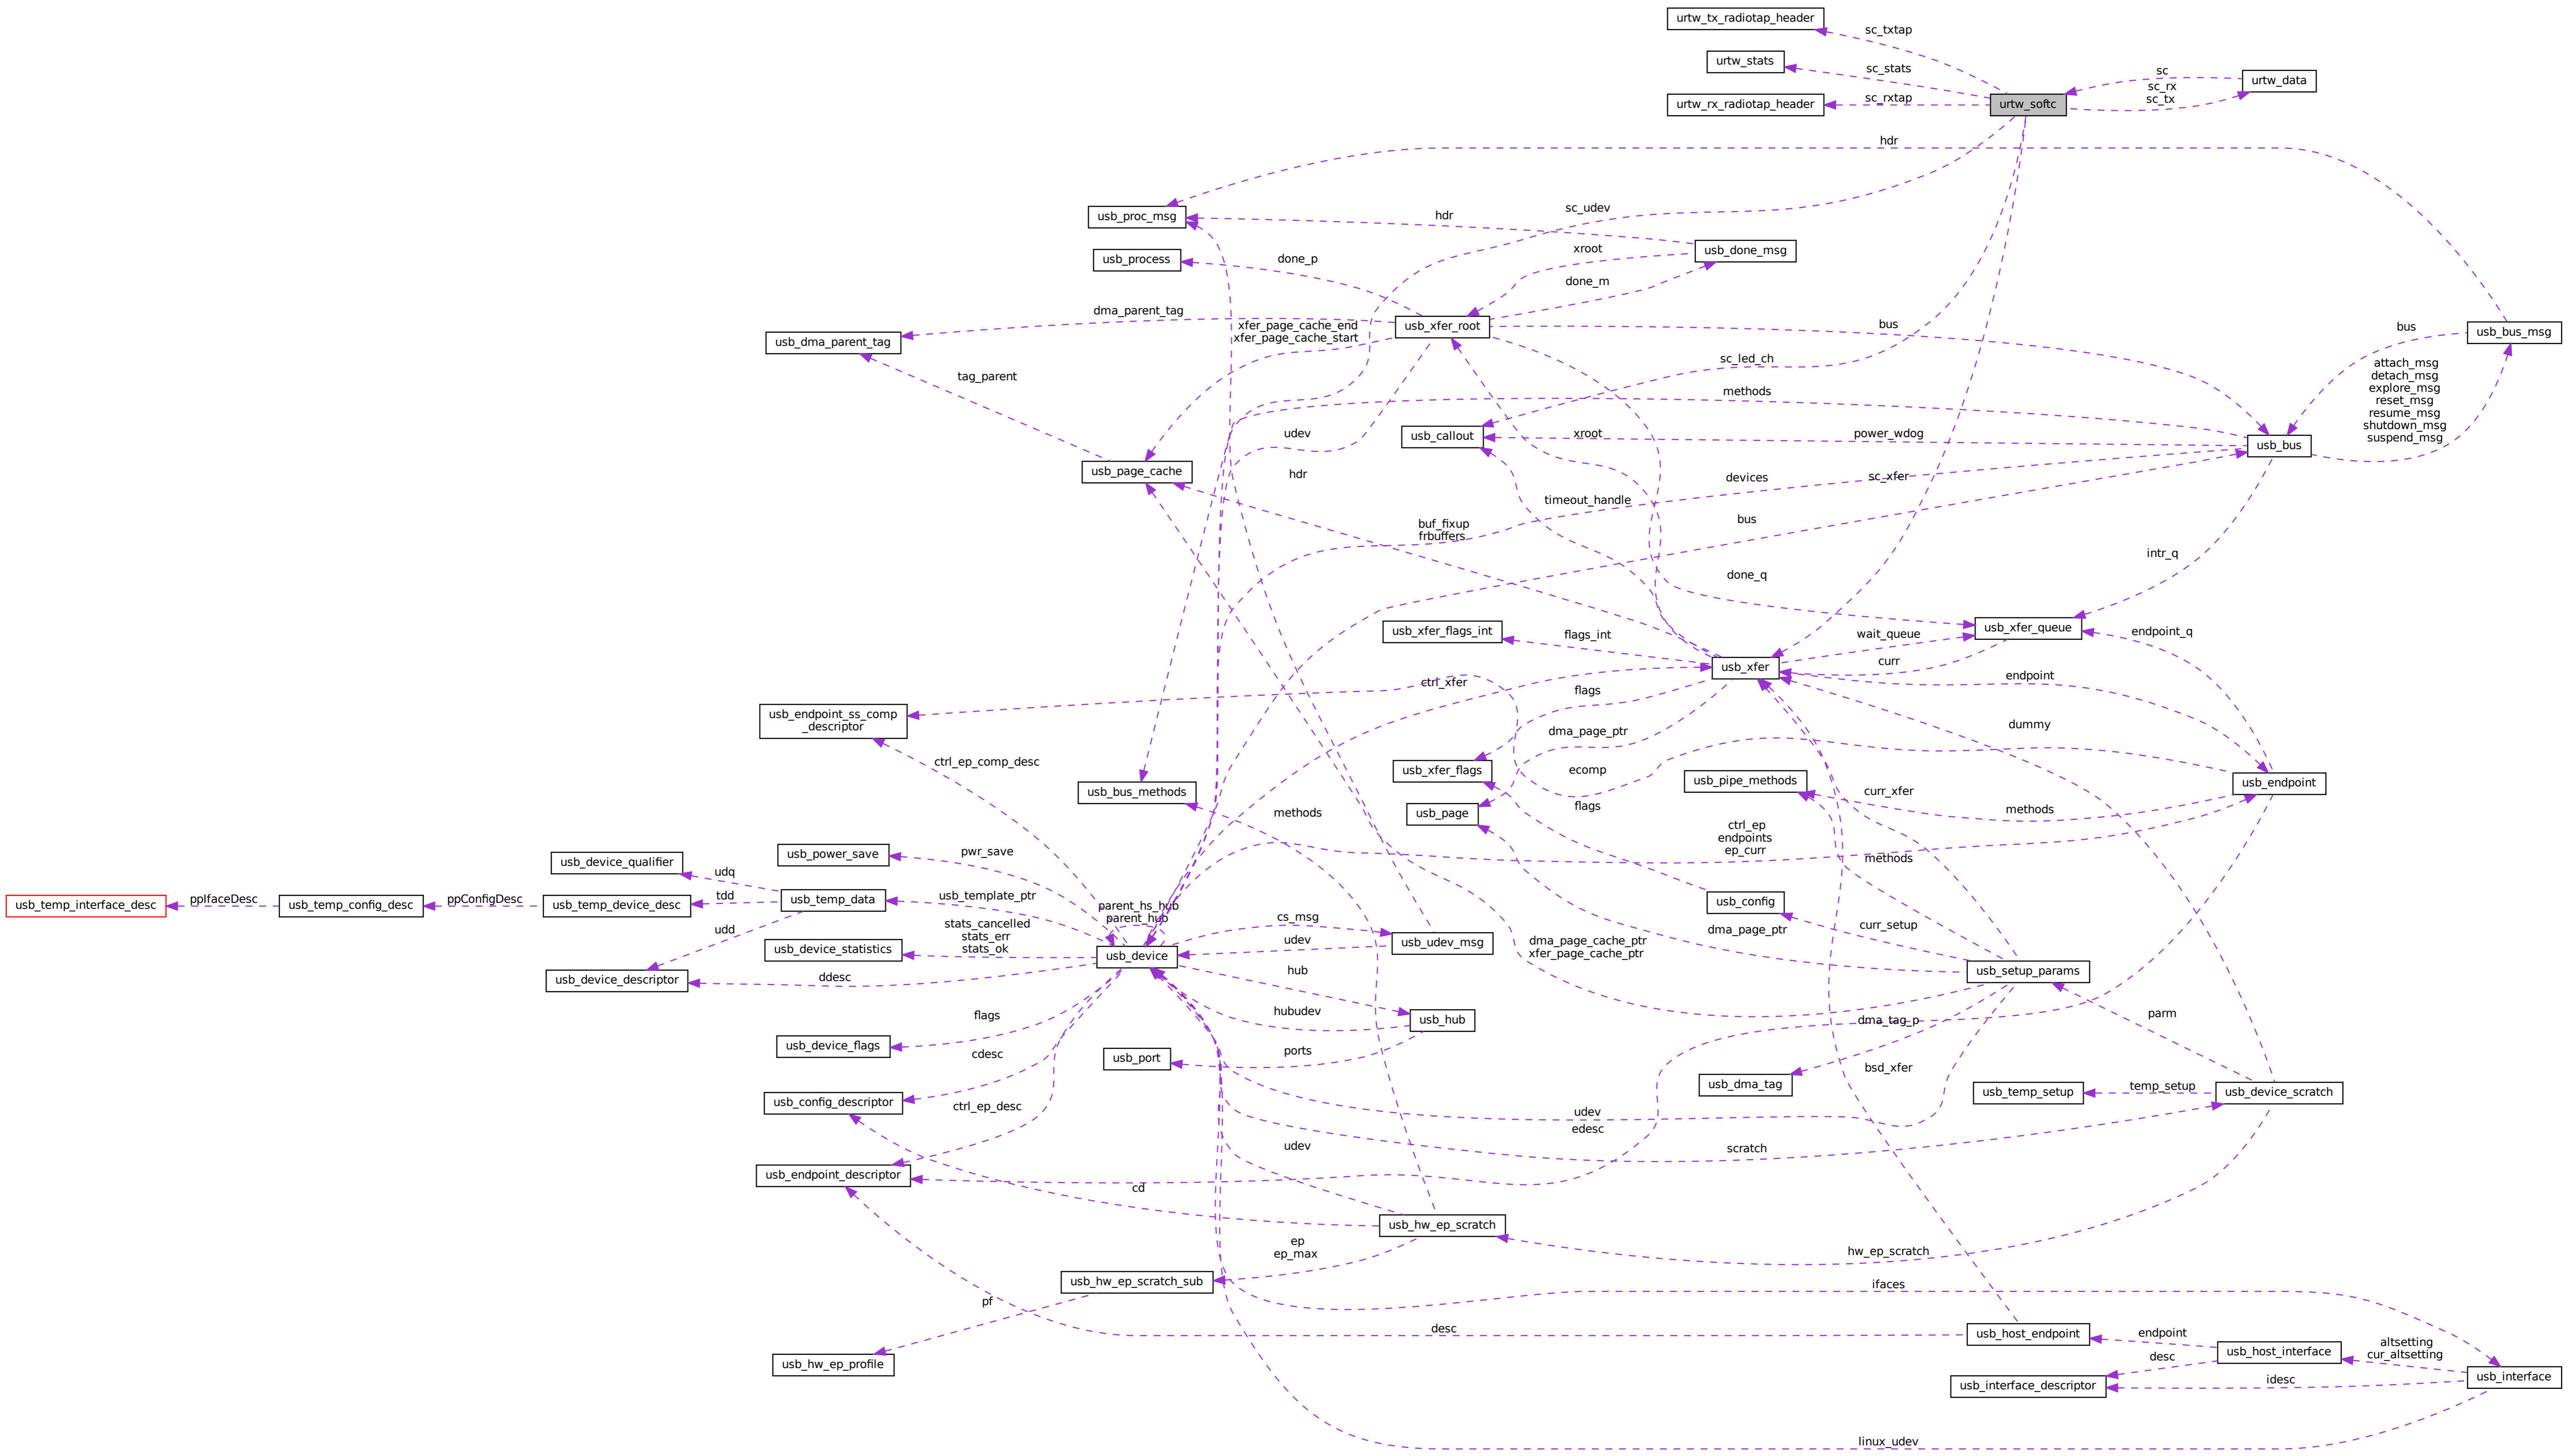 urtw_tx_radiotap_header
sc_txtap
urtw_stats
sc_stats
sc
urtw_data
urtw_rx_radiotap_header
sc_rxtap
urtw_softc
sc_rx
sc_tx
hdr
usb_proc_msg
sc_udev
hdr
usb_done_msg
xroot
usb_process
done_p
done_m
dma_parent_tag
usb_dma_parent_tag
xfer_page_cache_end
xfer_page_cache_start
usb_xfer_root
bus
bus
usb_bus_msg
tag_parent
sc_led_ch
attach_msg
detach_msg
explore_msg
reset_msg
resume_msg
shutdown_msg
suspend_msg
methods
udev
usb_callout
xroot
power_wdog
usb_bus
usb_page_cache
hdr
devices
sc_xfer
timeout_handle
buf_fixup
frbuffers
bus
intr_q
done_q
usb_xfer_flags_int
flags_int
wait_queue
usb_xfer_queue
endpoint_q
curr
usb_xfer
endpoint
ctrl_xfer
flags
usb_endpoint_ss_comp
_descriptor
dma_page_ptr
dummy
ctrl_ep_comp_desc
usb_xfer_flags
ecomp
usb_pipe_methods
curr_xfer
usb_endpoint
usb_bus_methods
methods
usb_page
flags
methods
ctrl_ep
endpoints
ep_curr
usb_device_qualifier
usb_power_save
pwr_save
methods
udq
usb_temp_interface_desc
ppIfaceDesc
usb_temp_config_desc
ppConfigDesc
usb_temp_device_desc
tdd
usb_temp_data
usb_template_ptr
parent_hs_hub
parent_hub
usb_config
udd
usb_device_statistics
stats_cancelled
stats_err
stats_ok
cs_msg
udev
usb_udev_msg
dma_page_cache_ptr
xfer_page_cache_ptr
dma_page_ptr
curr_setup
usb_device
usb_device_descriptor
ddesc
hub
usb_setup_params
flags
hubudev
usb_hub
dma_tag_p
parm
usb_device_flags
cdesc
usb_port
ports
bsd_xfer
usb_dma_tag
usb_temp_setup
temp_setup
usb_device_scratch
usb_config_descriptor
ctrl_ep_desc
udev
edesc
udev
scratch
usb_endpoint_descriptor
cd
usb_hw_ep_scratch
ep
ep_max
hw_ep_scratch
usb_hw_ep_scratch_sub
ifaces
pf
desc
usb_host_endpoint
endpoint
usb_host_interface
altsetting
cur_altsetting
usb_hw_ep_profile
desc
usb_interface_descriptor
idesc
usb_interface
linux_udev